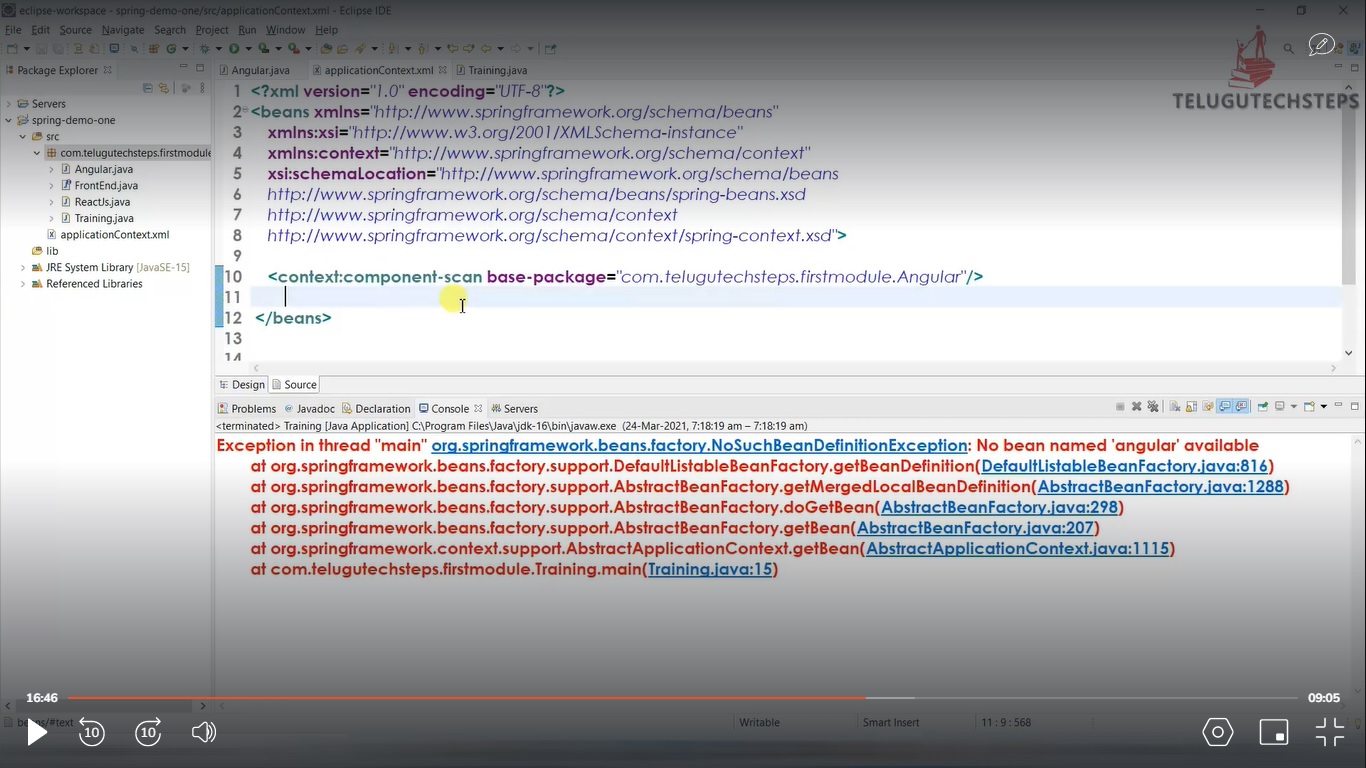 eclipse-workspace - spring-demo-one/src/applicationContext.xml - Eclipse IDE
File Edit Source Navigate Search Project Run Window Help
TELUGUTECHSTEPS
Package Explorer
Servers
spring-demo-one
src
com.telugutechsteps.firstmodule
Angular.java
FrontEnd.java
ReactJs.java
Training.java
applicationContext.xml
lib
JRE System Library [JavaSE-15]
Referenced Libraries
Angular.java applicationContext.xml Training.java
1 <?xml version="1.0" encoding="UTF-8"?>
2 <beans xmlns="http://www.springframework.org/schema/beans"
3 xmlns:xsi="http://www.w3.org/2001/XMLSchema-instance"
4 xmlns:context="http://www.springframework.org/schema/context"
5 xsi:schemaLocation="http://www.springframework.org/schema/beans
6 http://www.springframework.org/schema/beans/spring-beans.xsd
7 http://www.springframework.org/schema/context
8 http://www.springframework.org/schema/context/spring-context.xsd">
9
10 <context:component-scan base-package="com.telugutechsteps.firstmodule.Angular"/>
11
12 </beans>
13
14
Design Source
Problems Javadoc Declaration Console Servers
<terminated> Training [Java Application] C:\Program Files\Java\jdk-16\bin\javaw.exe (24-Mar-2021, 7:18:19 am – 7:18:19 am)
Exception in thread "main" org.springframework.beans.factory.NoSuchBeanDefinitionException: No bean named 'angular' available
at org.springframework.beans.factory.support.DefaultListableBeanFactory.getBeanDefinition(DefaultListableBeanFactory.java:816)
at org.springframework.beans.factory.support.AbstractBeanFactory.getMergedLocalBeanDefinition(AbstractBeanFactory.java:1288)
at org.springframework.beans.factory.support.AbstractBeanFactory.doGetBean(AbstractBeanFactory.java:298)
at org.springframework.beans.factory.support.AbstractBeanFactory.getBean(AbstractBeanFactory.java:207)
at org.springframework.context.support.AbstractApplicationContext.getBean(AbstractApplicationContext.java:1115)
at com.telugutechsteps.firstmodule.Training.main(Training.java:15)
16:46 09:05
beans/#text Writable Smart Insert 11 : 9 : 568
10 10